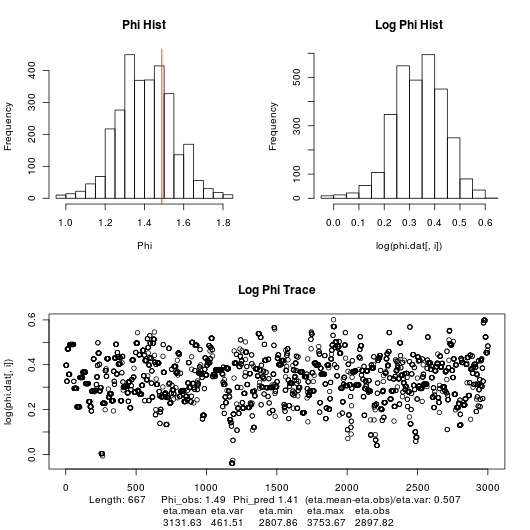 Phi Hist
Log Phi Hist
Frequency
0 100 200 300 400
1.0 1.2 1.4 1.6 1.8
Phi
Frequency
0 100 300 500
0.0 0.1 0.2 0.3 0.4 0.5 0.6
log(phi.dat[, i])
Log Phi Trace
log(phi.dat[, i])
0.0 0.2 0.4 0.6
0 500 1000 1500 2000 2500 3000
Length: 667 Phi_obs: 1.49 Phi_pred 1.41 (eta.mean-eta.obs)/eta.var: 0.507
eta.mean eta.var eta.min eta.max eta.obs
3131.63 461.51 2807.86 3753.67 2897.82